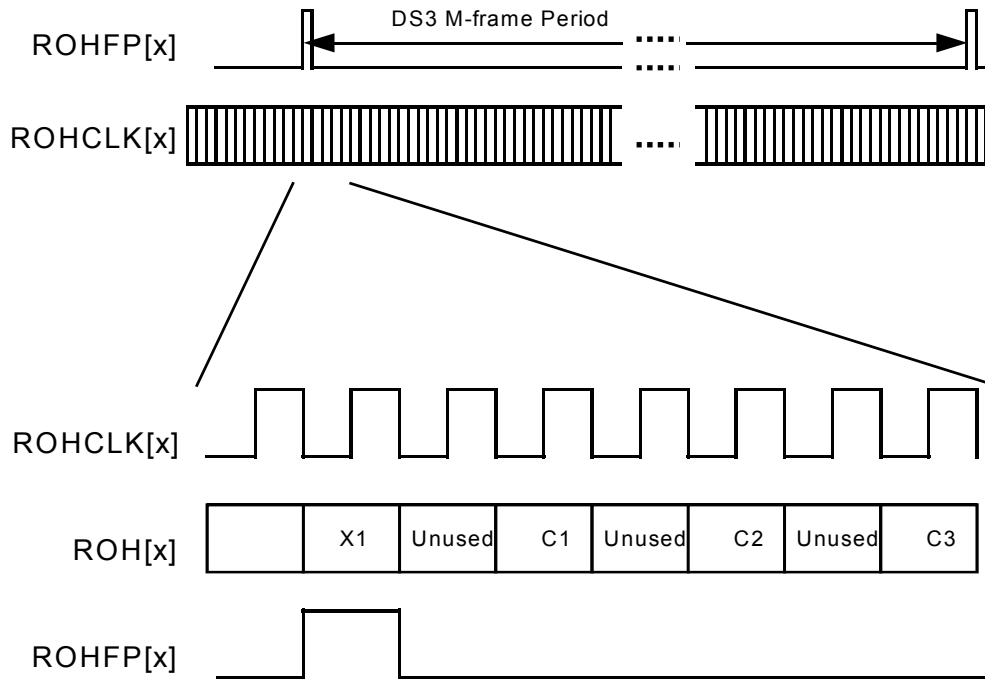 DS3 M-frame Period
ROHFP[x]
ROHCLK[x]
ROHCLK[x]
ROH[x] X1 Unused C1 Unused C2 Unused C3
ROHFP[x]